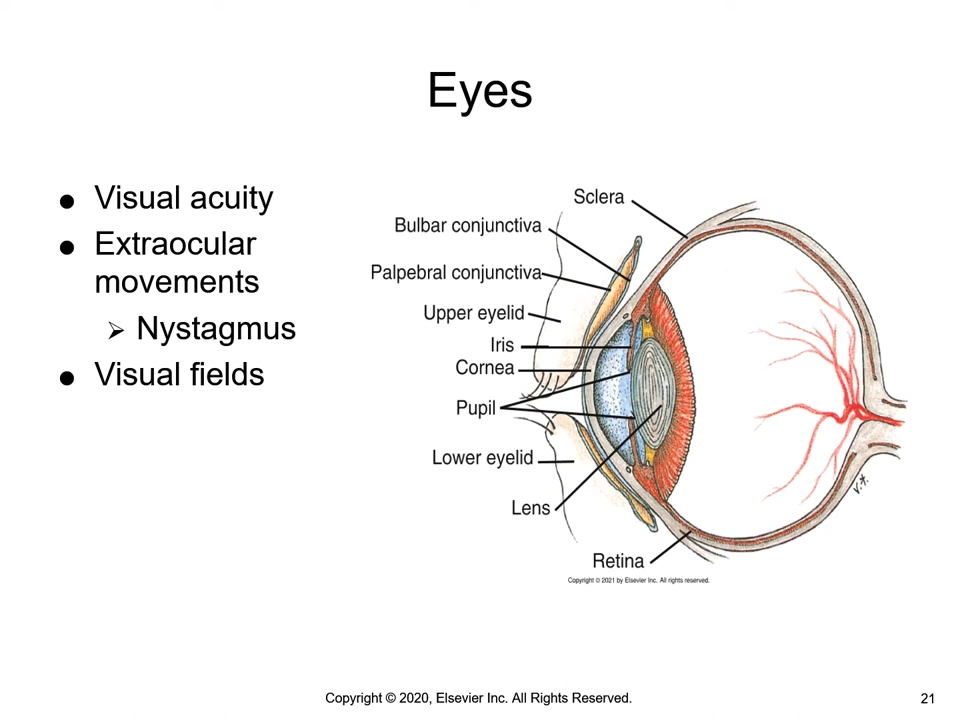 Eyes
● Visual acuity
● Extraocular
movements
➢ Nystagmus
● Visual fields
Sclera
Bulbar conjunctiva
Palpebral conjunctiva
Upper eyelid
Iris
Cornea
Pupil
Lower eyelid
Lens
Retina
Copyright © 2021 by Elsevier Inc. All rights reserved.
Copyright © 2020, Elsevier Inc. All Rights Reserved.
21